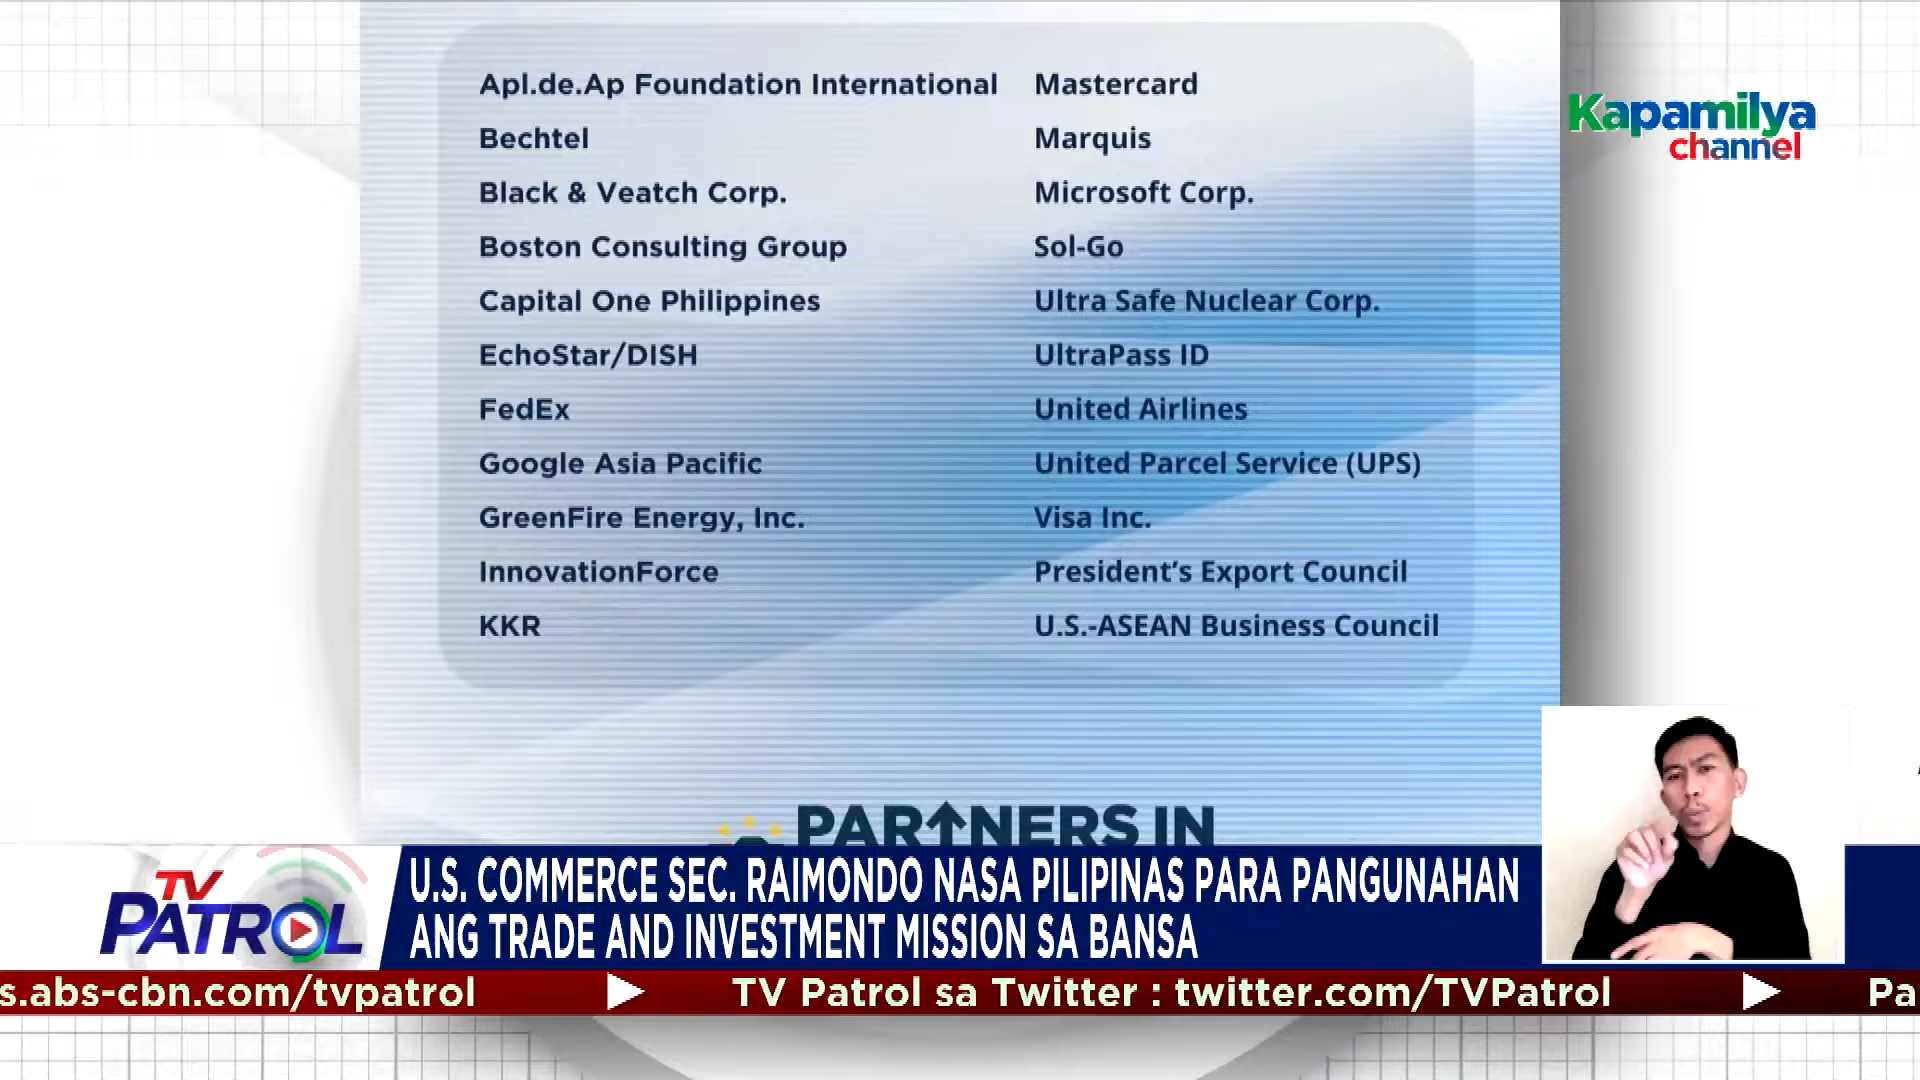 Apl.de.Ap Foundation International
Bechtel
Black & Veatch Corp.
Boston Consulting Group
Capital One Philippines
EchoStar/DISH
FedEx
Google Asia Pacific
GreenFire Energy, Inc.
InnovationForce
KKR
Mastercard
Marquis
Microsoft Corp.
Sol-Go
Ultra Safe Nuclear Corp.
UltraPass ID
United Airlines
United Parcel Service (UPS)
Visa Inc.
President's Export Council
U.S.-ASEAN Business Council
Kapamilya
channel
PARTNERS IN
TV
PATROL
U.S. COMMERCE SEC. RAIMONDO NASA PILIPINAS PARA PANGUNAHAN
ANG TRADE AND INVESTMENT MISSION SA BANSA
s.abs-cbn.com/tvpatrol ▶ TV Patrol sa Twitter : twitter.com/TVPatrol ▶ Pa